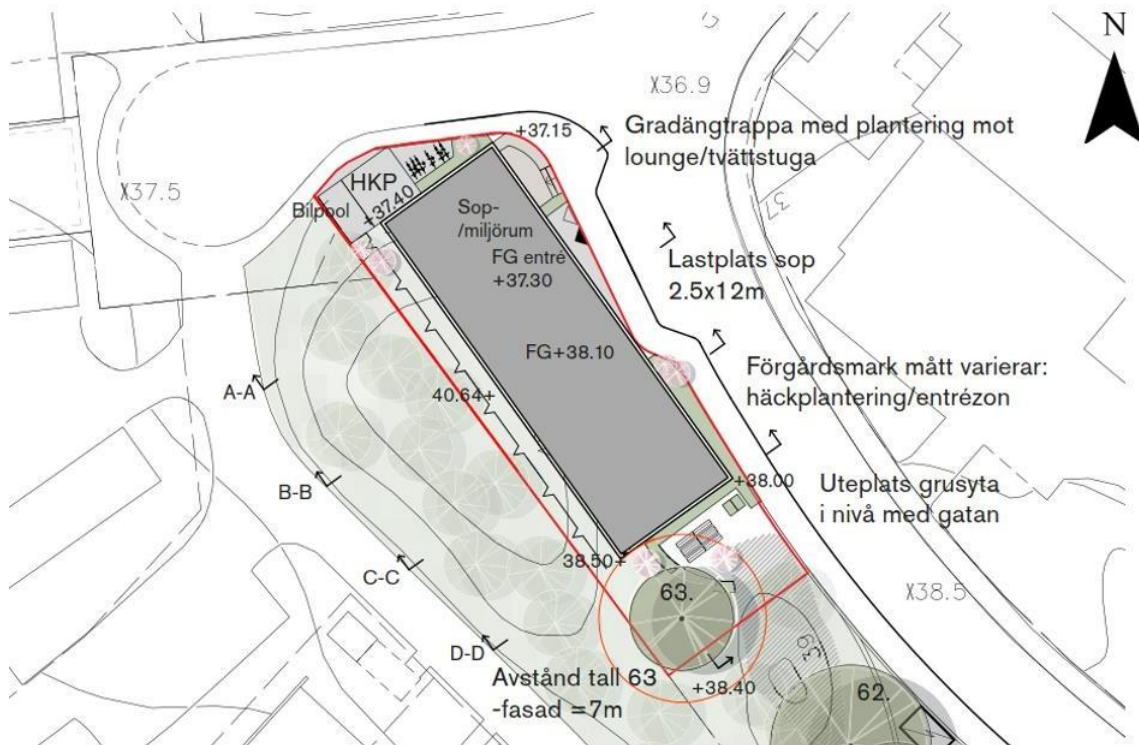 N
X36.9
+37.15
Gradängtrappa med plantering mot
lounge/tvättstuga
HKP
X37.5
+37.40
Bilpool
Sop-
/miljörum
37
FG entré
+37.30
Lastplats sop
2.5x12m
FG+38.10
Förgårdsmark mått varierar:
häckplantering/entrézon
40.64+
A-A
+38.00
Uteplats grusyta
i nivå med gatan
B-B
38.50+
C-C
63.
X38.5
D-D
39
Avstånd tall 63
-fasad =7m
+38.40
62.